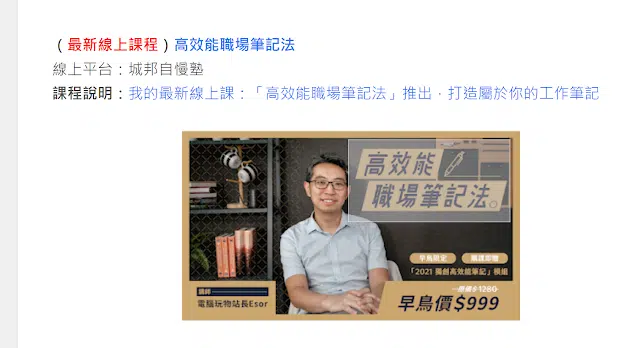 （最新線上課程）高效能職場筆記法
線上平台：城邦自慢塾
課程說明：我的最新線上課：「高效能職場筆記法」推出，打造屬於你的工作筆記
高效能
職場筆記法。
早鳥限定 購課即贈
「2021 獨創高效能筆記」模組
講師
電腦玩物站長Esor
1280
早鳥價$999